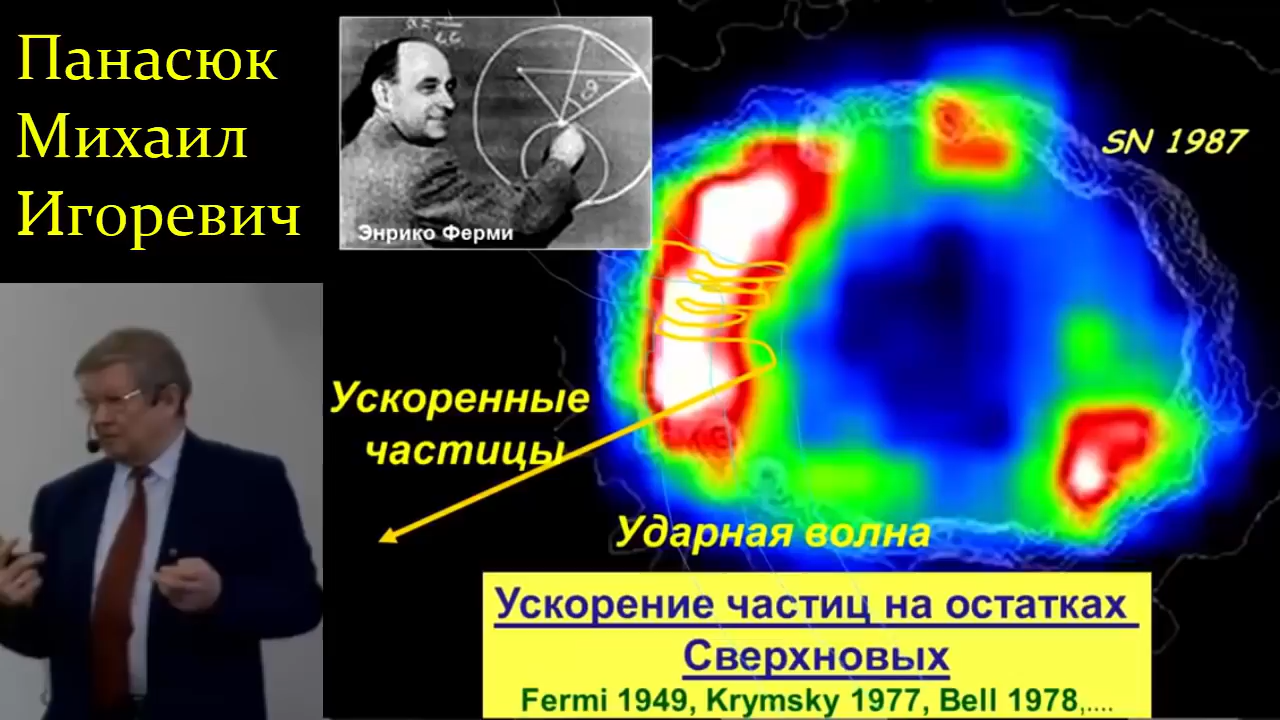 Панасюк
Михаил
Игоревич
Энрико Ферми
SN 1987
Ускоренные
частицы
Ударная волна
Ускорение частиц на остатках
Сверхновых
Fermi 1949, Krymsky 1977, Bell 1978,....